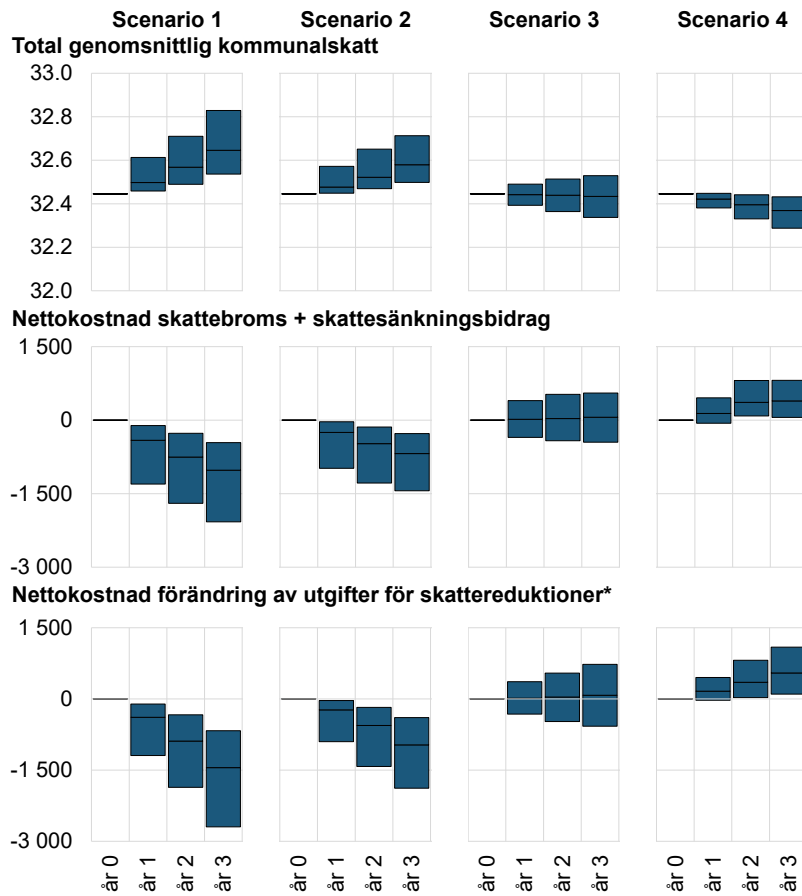 Scenario 1 Scenario 2 Scenario 3 Scenario 4
Total genomsnittlig kommunalskatt
33.0
32.8
32.6
32.4
32.2
32.0
Nettokostnad skattebroms + skattesänkningsbidrag
1 500
0
-1 500
-3 000
Nettokostnad förändring av utgifter för skattereduktioner*
1 500
0
-1 500
-3 000
år 0 år 1 år 2 år 3 år 0 år 1 år 2 år 3 år 0 år 1 år 2 år 3 år 0 år 1 år 2 år 3